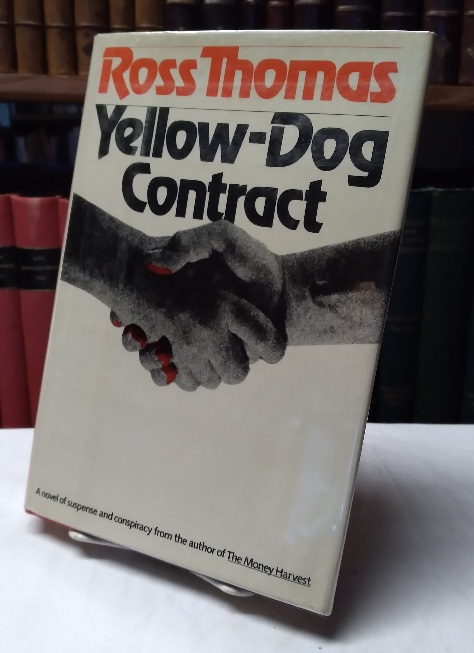 Ross Thomas
Yellow-Dog
Contract
A novel of suspense and conspiracy from the author of The Money Harvest